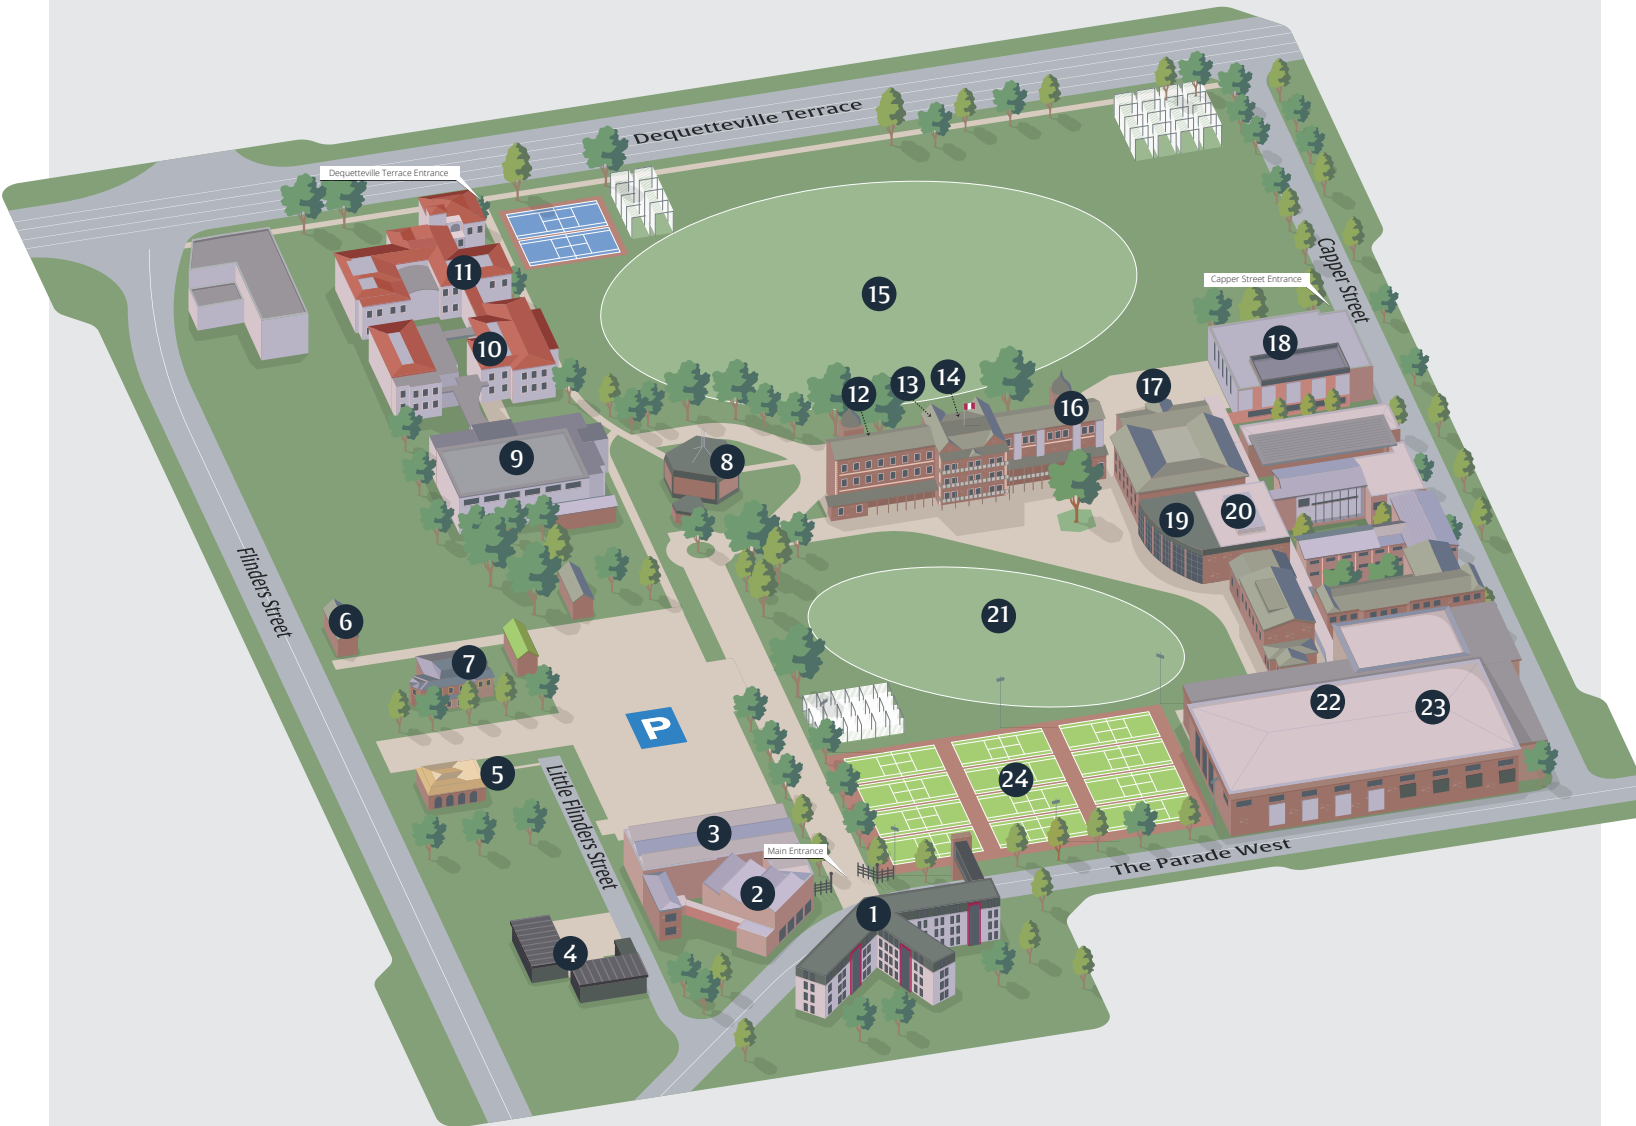 Dequetteville Terrace
Dequetteville Terrace Entrance
Capper Street
Capper Street Entrance
11
15
10
18
12
13
14
17
16
9
8
19
20
Flinders Street
6
21
7
22
23
P
5
24
Little Flinders Street
3
Main Entrance
The Parade West
2
1
4